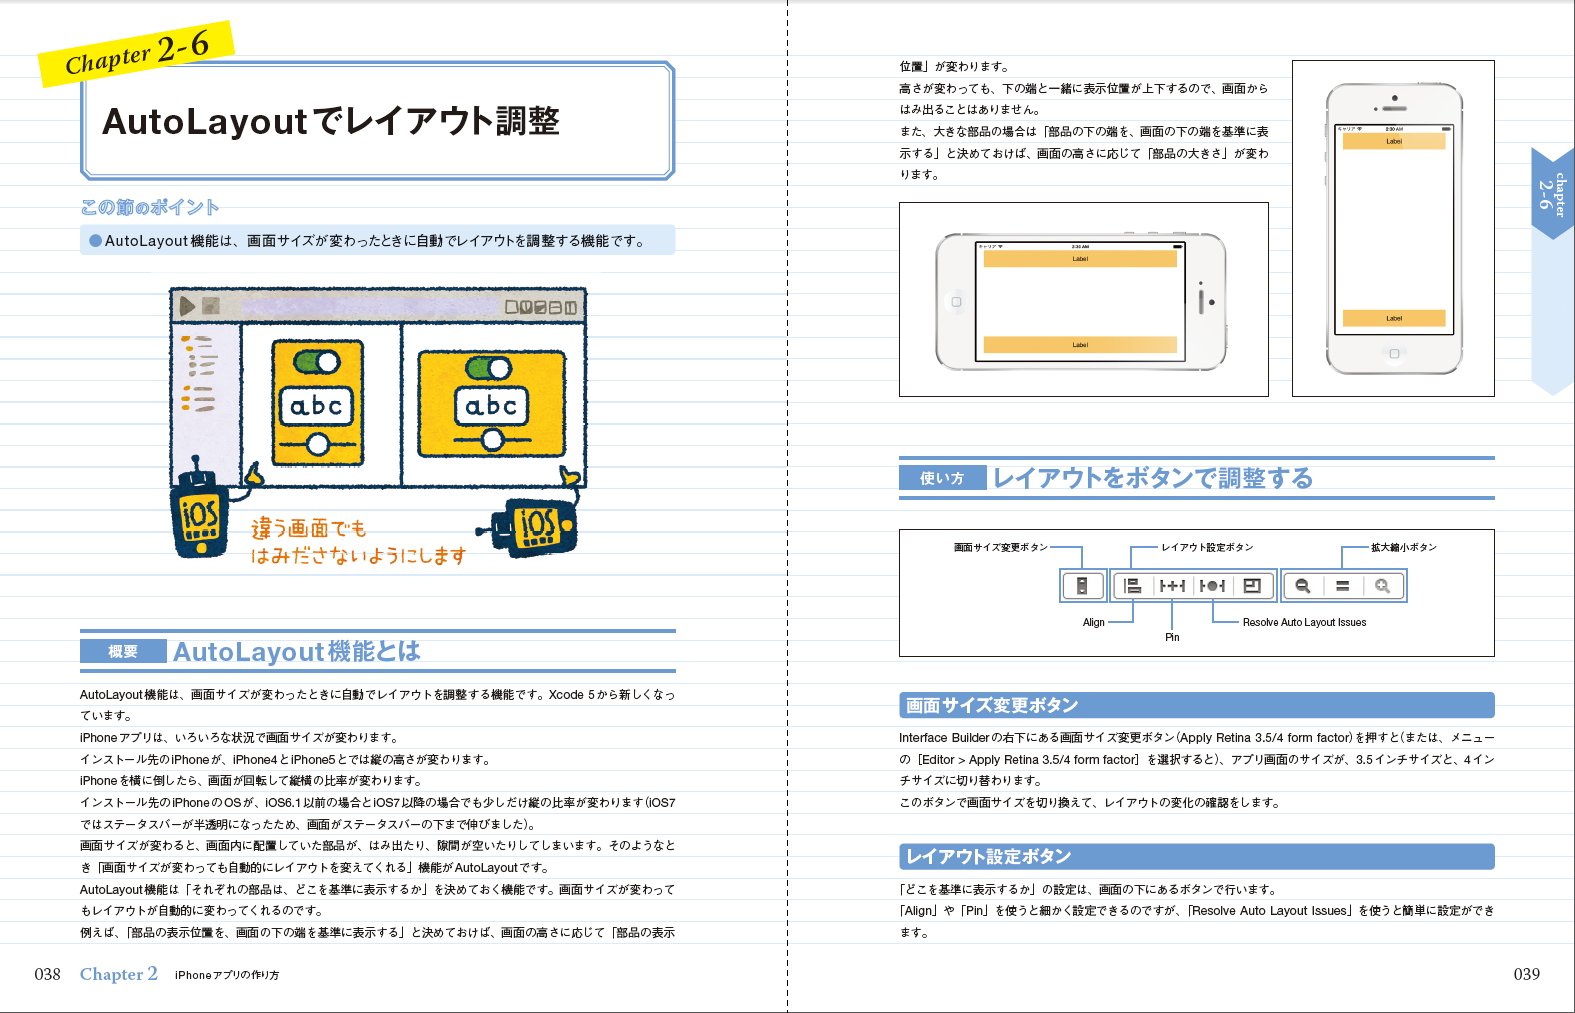 Chapter 2-6
AutoLayoutでレイアウト調整
この節のポイント
●AutoLayout機能は、画面サイズが変わったときに自動でレイアウトを調整する機能です。
abc
abc
iOS
iOS
違う画面でも
はみださないようにします
概要 AutoLayout機能とは
AutoLayout機能は、画面サイズが変わったときに自動でレイアウトを調整する機能です。Xcode 5から新しくなっ
ています。
iPhoneアプリは、いろいろな状況で画面サイズが変わります。
インストール先のiPhoneが、iPhone4とiPhone5とでは縦の高さが変わります。
iPhoneを横に倒したら、画面が回転して縦横の比率が変わります。
インストール先のiPhoneのOSが、iOS6.1以前の場合とiOS7以降の場合でも少しだけ縦の比率が変わります(iOS7
ではステータスバーが半透明になったため、画面がステータスバーの下まで伸びました)。
画面サイズが変わると、画面内に配置していた部品が、はみ出たり、隙間が空いたりしてしまいます。そのようなと
き「画面サイズが変わっても自動的にレイアウトを変えてくれる」機能がAutoLayoutです。
AutoLayout機能は「それぞれの部品は、どこを基準に表示するか」を決めておく機能です。画面サイズが変わって
もレイアウトが自動的に変わってくれるのです。
例えば、「部品の表示位置を、画面の下の端を基準に表示する」と決めておけば、画面の高さに応じて「部品の表示
038 Chapter 2 iPhoneアプリの作り方
位置」が変わります。
高さが変わっても、下の端と一緒に表示位置が上下するので、画面から
はみ出ることはありません。
また、大きな部品の場合は「部品の下の端を、画面の下の端を基準に表
示する」と決めておけば、画面の高さに応じて「部品の大きさ」が変わ
ります。
キャリア 2:30 AM
Label
Label
キャリア 2:30 AM
Label
Label
chapter
2-6
使い方 レイアウトをボタンで調整する
画面サイズ変更ボタン レイアウト設定ボタン 拡大縮小ボタン
Align Pin Resolve Auto Layout Issues
画面サイズ変更ボタン
Interface Builderの右下にある画面サイズ変更ボタン(Apply Retina 3.5/4 form factor)を押すと(または、メニュー
の[Editor > Apply Retina 3.5/4 form factor]を選択すると)、アプリ画面のサイズが、3.5インチサイズと、4イン
チサイズに切り替わります。
このボタンで画面サイズを切り換えて、レイアウトの変化の確認をします。
レイアウト設定ボタン
「どこを基準に表示するか」の設定は、画面の下にあるボタンで行います。
「Align」や「Pin」を使うと細かく設定できるのですが、「Resolve Auto Layout Issues」を使うと簡単に設定ができ
ます。
039